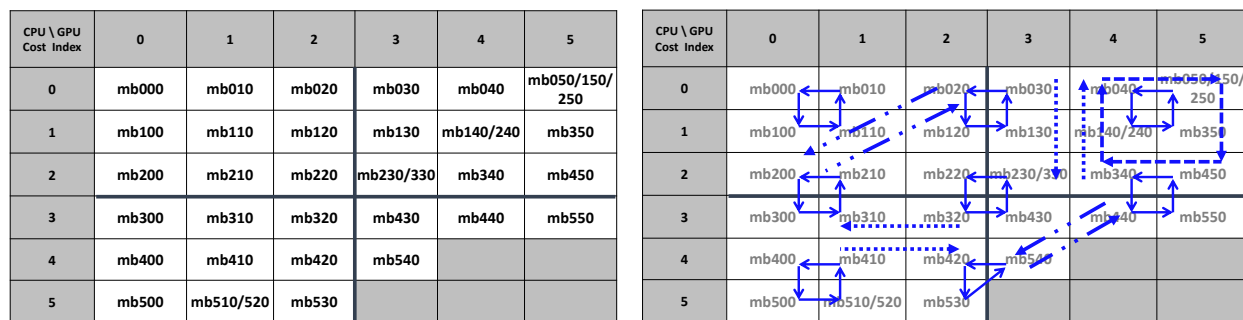 CPU \ GPU
Cost Index 0 1 2 3 4 5
0 mb000 mb010 mb020 mb030 mb040 mb050/150/
250
1 mb100 mb110 mb120 mb130 mb140/240 mb350
2 mb200 mb210 mb220 mb230/330 mb340 mb450
3 mb300 mb310 mb320 mb430 mb440 mb550
4 mb400 mb410 mb420 mb540
5 mb500 mb510/520 mb530
CPU \ GPU
Cost Index 0 1 2 3 4 5
0 mb000 mb010 mb020 mb030 mb040 mb050/150/
250
1 mb100 mb110 mb120 mb130 mb140/240 mb350
2 mb200 mb210 mb220 mb230/330 mb340 mb450
3 mb300 mb310 mb320 mb430 mb440 mb550
4 mb400 mb410 mb420 mb540
5 mb500 mb510/520 mb530